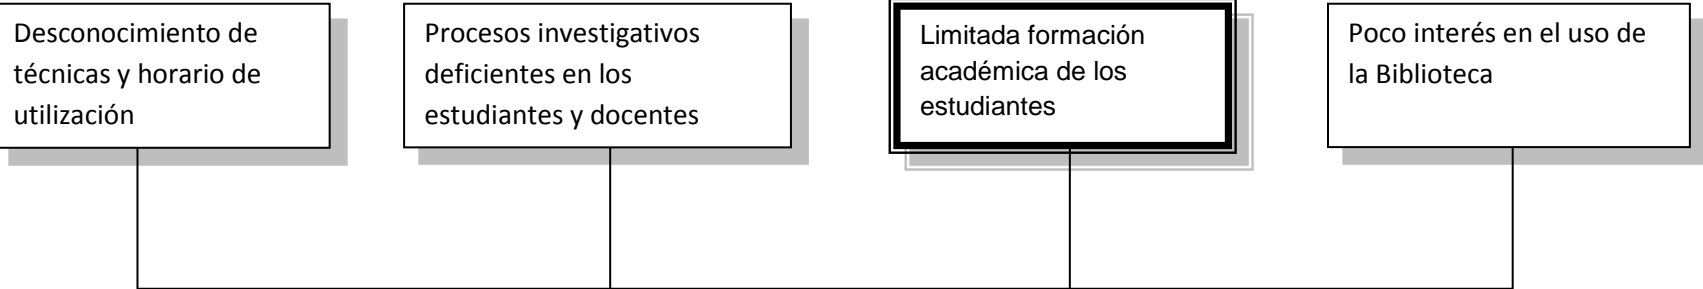 Desconocimiento de
técnicas y horario de
utilización
Procesos investigativos
deficientes en los
estudiantes y docentes
Limitada formación
académica de los
estudiantes
Poco interés en el uso de
la Biblioteca